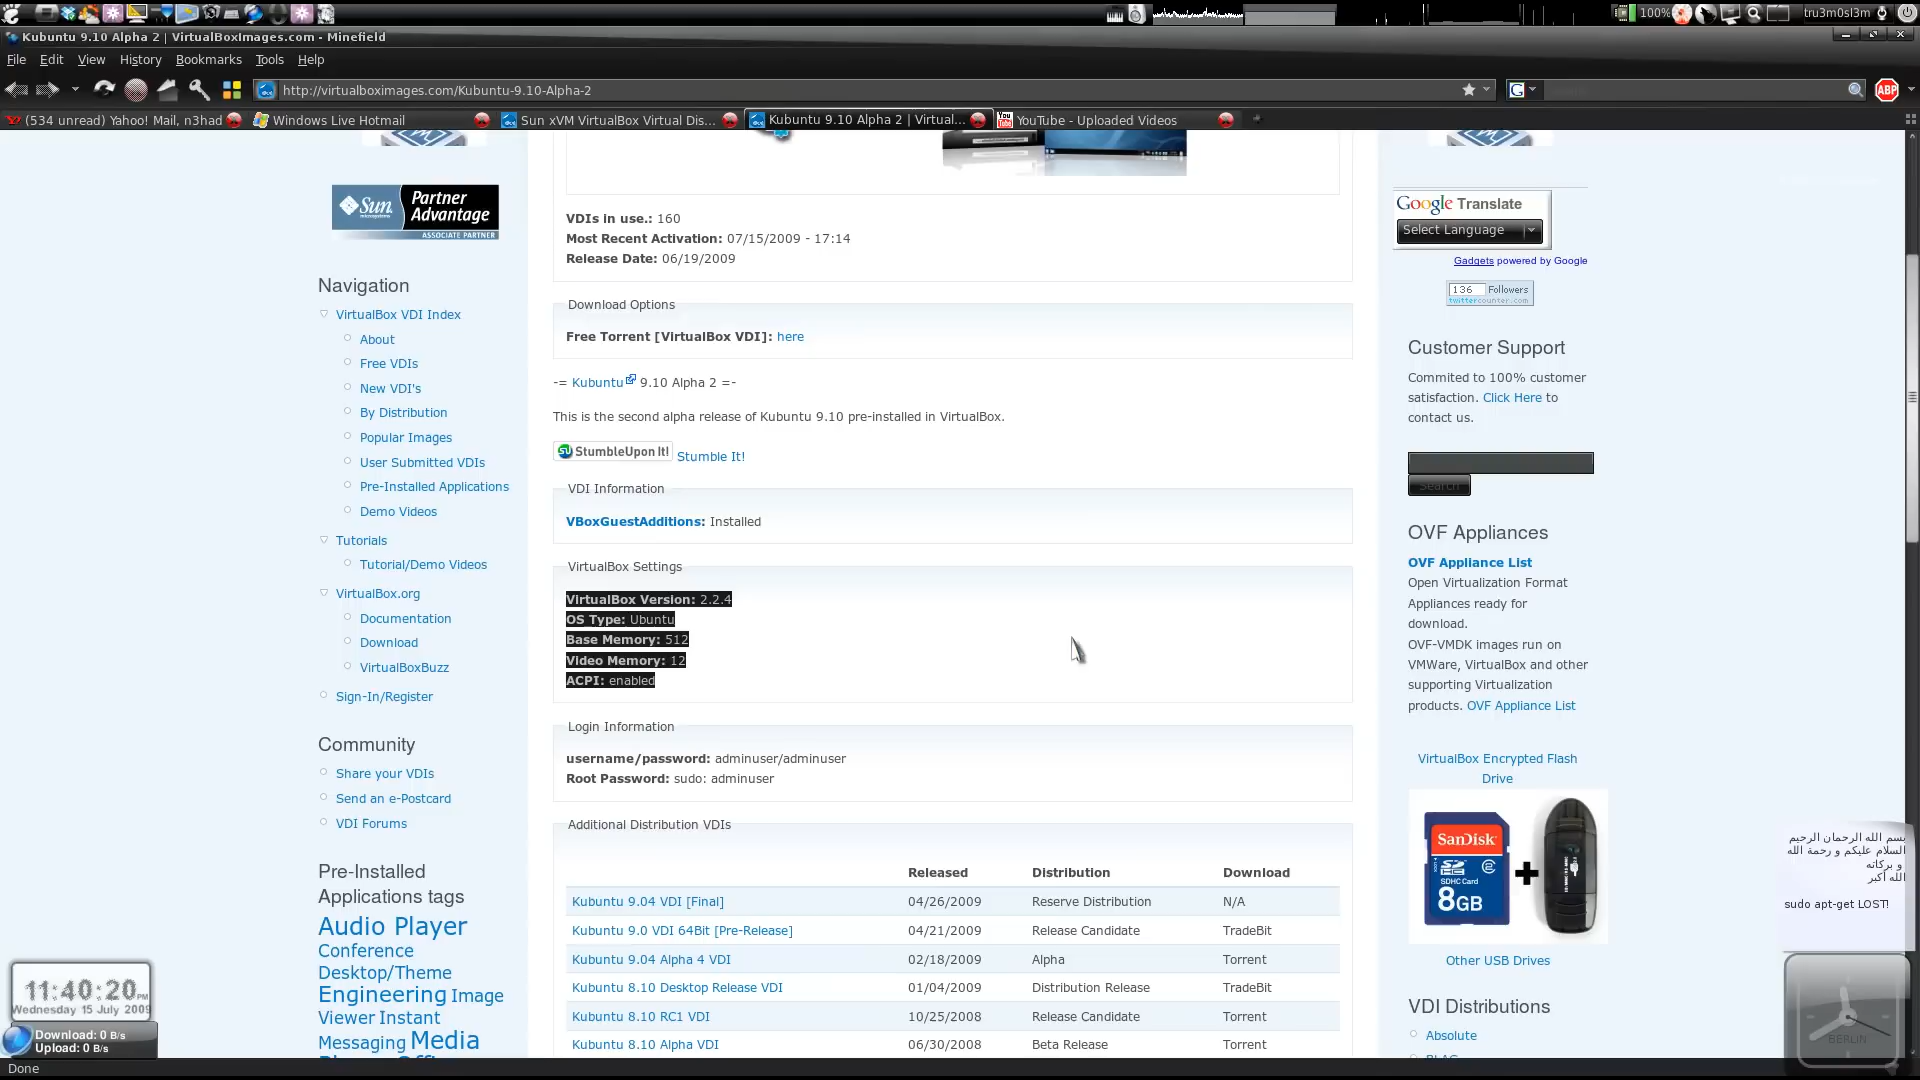 100%
tru3m0sl3m
Kubuntu 9.10 Alpha 2 | VirtualBoxImages.com - Minefield
File Edit View History Bookmarks Tools Help
http://virtualboximages.com/Kubuntu-9.10-Alpha-2
G
ABP
(534 unread) Yahoo! Mail, n3had
Windows Live Hotmail
Sun xVM VirtualBox Virtual Dis...
Kubuntu 9.10 Alpha 2 | Virtual...
YouTube - Uploaded Videos
Sun microsystems
Partner Advantage
ASSOCIATE PARTNER
Navigation
VirtualBox VDI Index
About
Free VDIs
New VDI's
By Distribution
Popular Images
User Submitted VDIs
Pre-Installed Applications
Demo Videos
Tutorials
Tutorial/Demo Videos
VirtualBox.org
Documentation
Download
VirtualBoxBuzz
Sign-In/Register
Community
Share your VDIs
Send an e-Postcard
VDI Forums
Pre-Installed
Applications tags
Audio Player
Conference
Desktop/Theme
Engineering Image
Viewer Instant
Messaging Media
VDIs in use.: 160
Most Recent Activation: 07/15/2009 - 17:14
Release Date: 06/19/2009
Download Options
Free Torrent [VirtualBox VDI]: here
-= Kubuntu 9.10 Alpha 2 =-
This is the second alpha release of Kubuntu 9.10 pre-installed in VirtualBox.
StumbleUpon It! Stumble It!
VDI Information
VBoxGuestAdditions: Installed
VirtualBox Settings
VirtualBox Version: 2.2.4
OS Type: Ubuntu
Base Memory: 512
Video Memory: 12
ACPI: enabled
Login Information
username/password: adminuser/adminuser
Root Password: sudo: adminuser
Additional Distribution VDIs
Released Distribution Download
Kubuntu 9.04 VDI [Final] 04/26/2009 Reserve Distribution N/A
Kubuntu 9.0 VDI 64Bit [Pre-Release] 04/21/2009 Release Candidate TradeBit
Kubuntu 9.04 Alpha 4 VDI 02/18/2009 Alpha Torrent
Kubuntu 8.10 Desktop Release VDI 01/04/2009 Distribution Release TradeBit
Kubuntu 8.10 RC1 VDI 10/25/2008 Release Candidate Torrent
Kubuntu 8.10 Alpha VDI 06/30/2008 Beta Release Torrent
Google Translate
Select Language
Gadgets powered by Google
136 Followers
twittercounter.com
Customer Support
Commited to 100% customer
satisfaction. Click Here to
contact us.
Search
OVF Appliances
OVF Appliance List
Open Virtualization Format
Appliances ready for
download.
OVF-VMDK images run on
VMWare, VirtualBox and other
supporting Virtualization
products. OVF Appliance List
VirtualBox Encrypted Flash
Drive
SanDisk
SDHC Card
8GB
Other USB Drives
VDI Distributions
Absolute
بسم الله الرحمان الرحيم
السلام عليكم و رحمة الله
و بركاته
الله أكبر
sudo apt-get LOST!
BERLIN
11:40:20 PM
Wednesday 15 July 2009
Download: 0 B/s
Upload: 0 B/s
Done